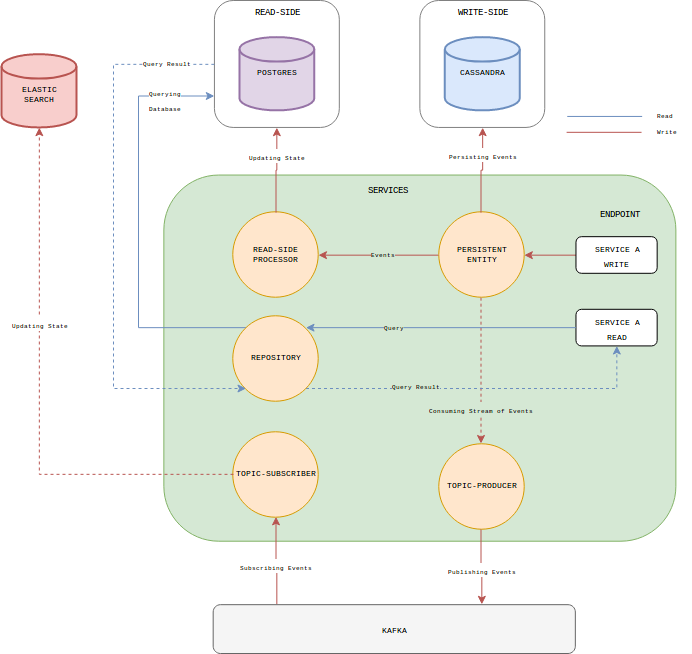 READ-SIDE
WRITE-SIDE
POSTGRES
CASSANDRA
ELASTIC
SEARCH
Query Result
Querying
Database
Read
Write
Updating State
Persisting Events
SERVICES
ENDPOINT
READ-SIDE
PROCESSOR
Events
PERSISTENT
ENTITY
SERVICE A
WRITE
Updating State
Query
SERVICE A
READ
REPOSITORY
Query Result
Consuming Stream of Events
TOPIC-SUBSCRIBER
TOPIC-PRODUCER
Subscribing Events
Publishing Events
KAFKA